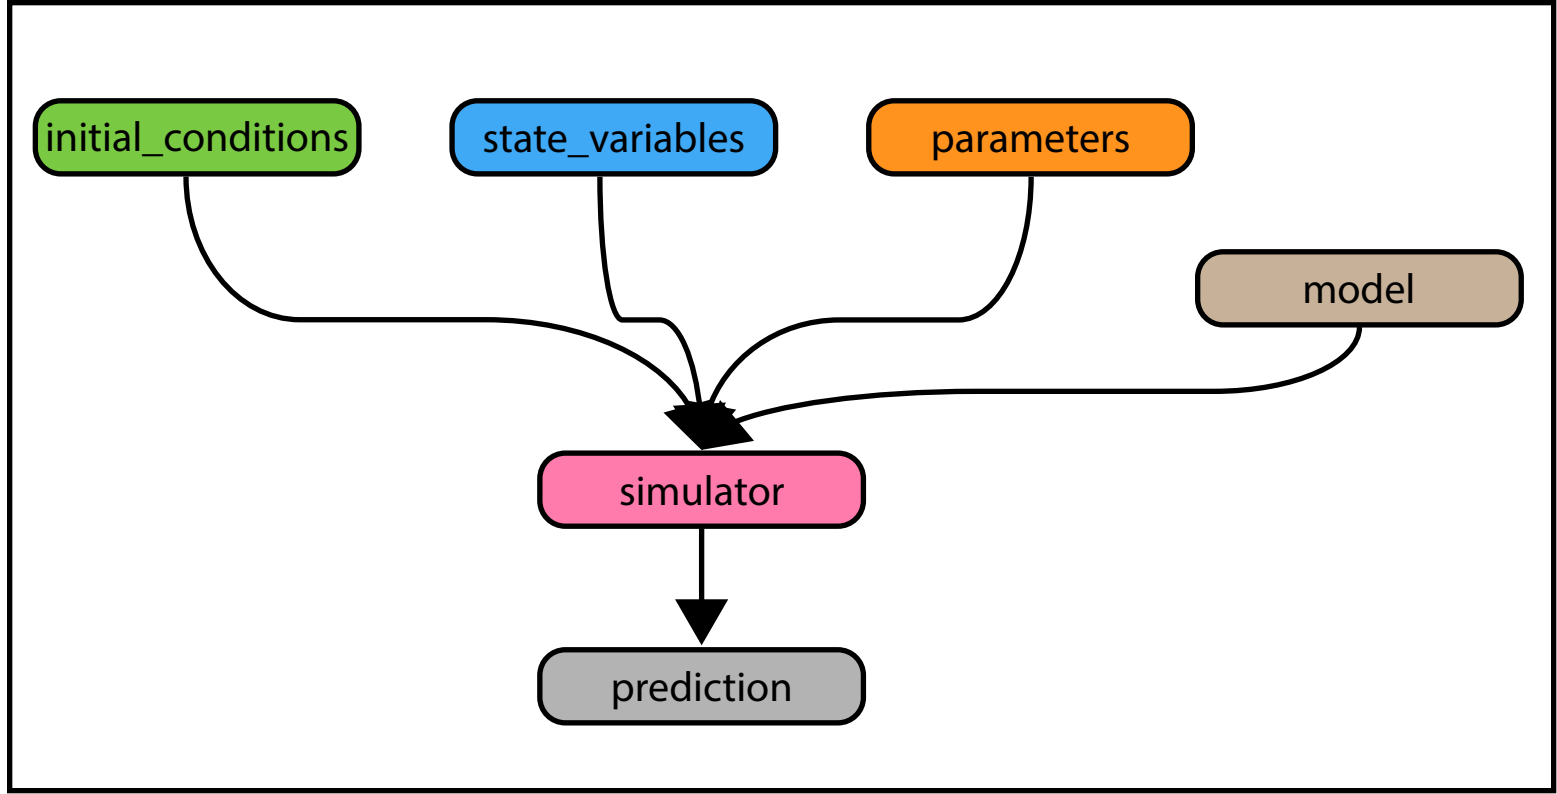 initial_conditions
state_variables
parameters
model
simulator
prediction